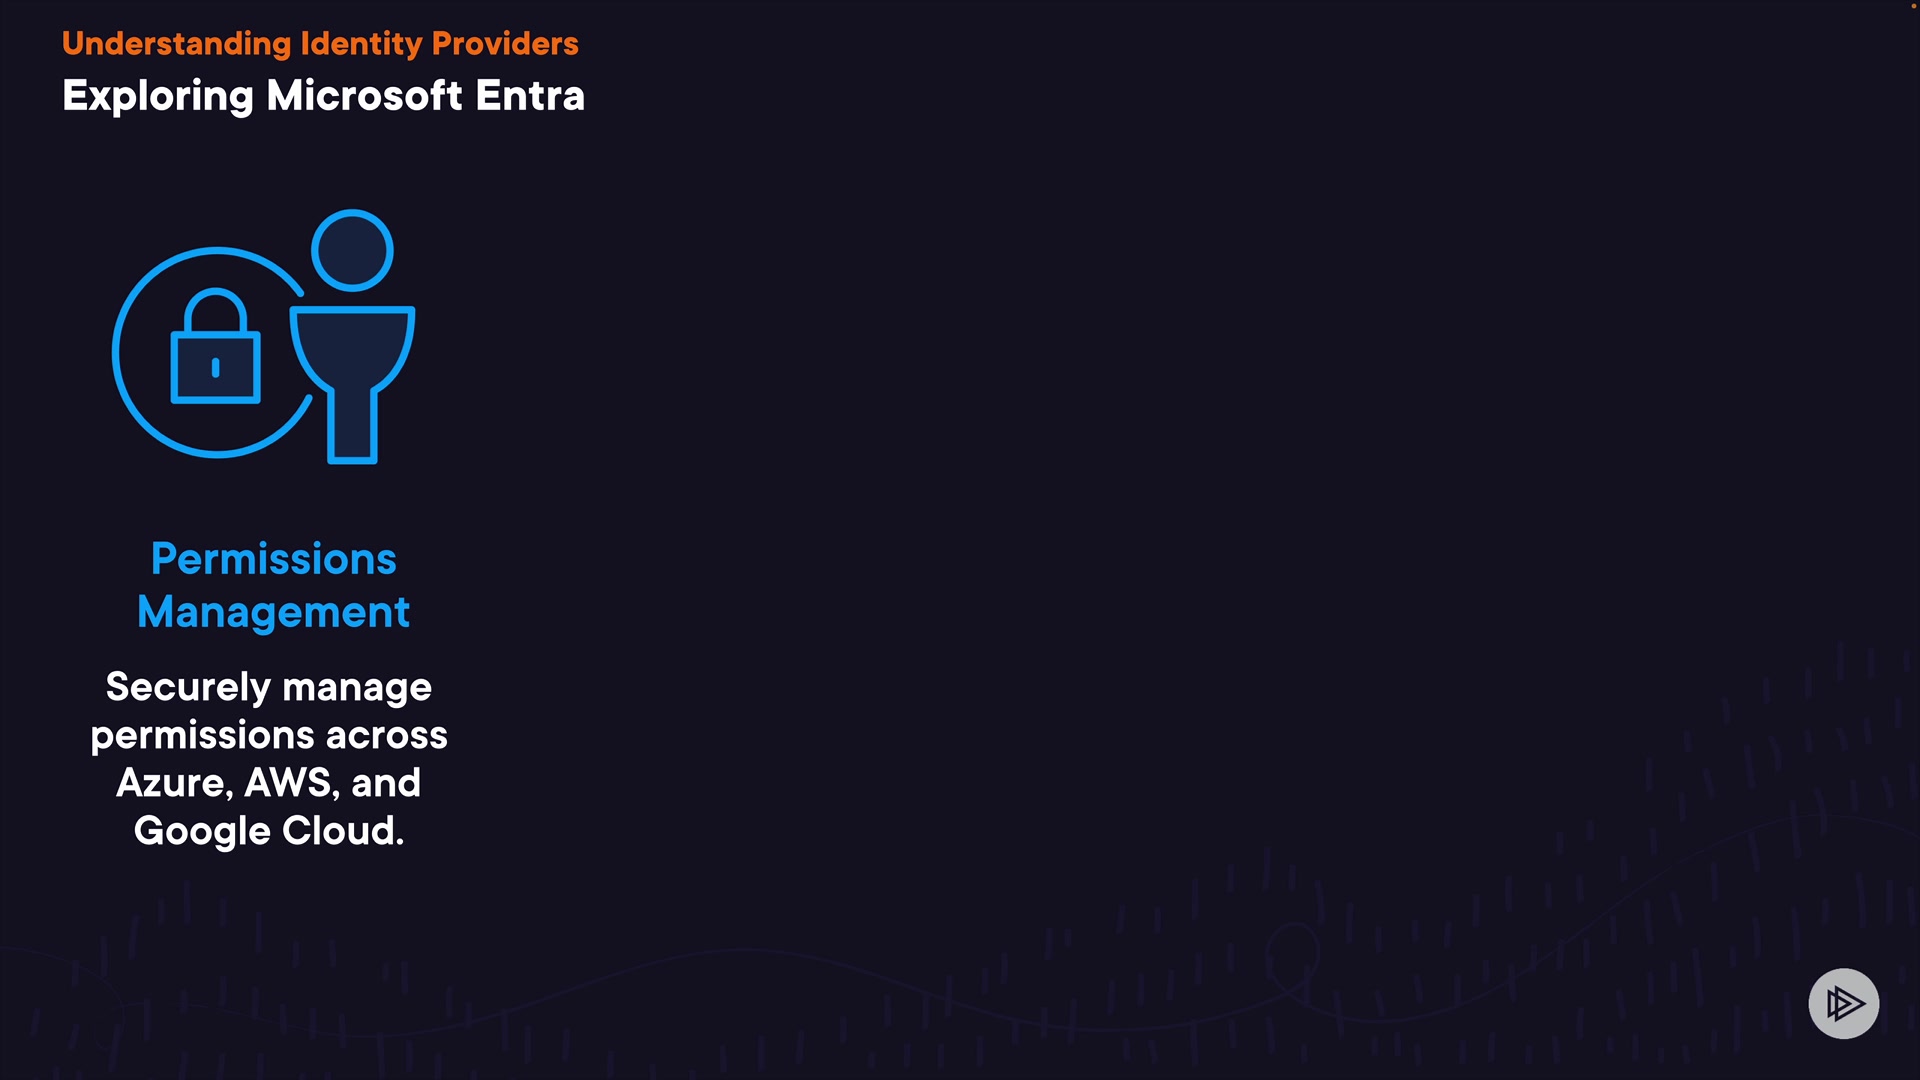 Understanding Identity Providers
Exploring Microsoft Entra
Permissions
Management
Securely manage
permissions across
Azure, AWS, and
Google Cloud.